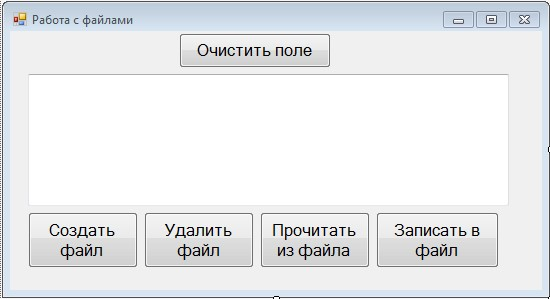 Работа с файлами
Очистить поле
Создать
файл
Удалить
файл
Прочитать
из файла
Записать в
файл